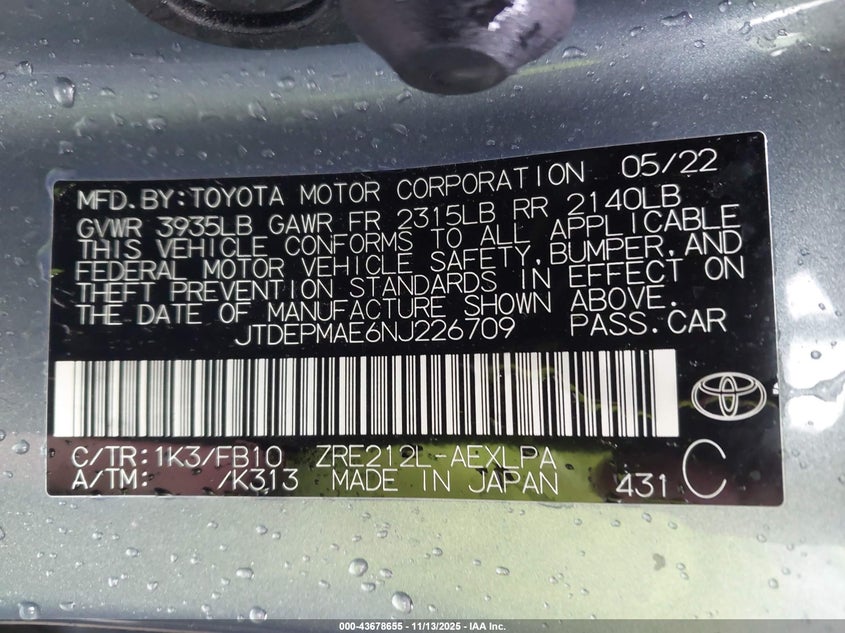 MFD.BY:TOYOTA MOTOR CORPORATION 05/22
GVWR 3935LB GAWR FR 2315LB RR 2140LB
THIS VEHICLE CONFORMS TO ALL APPLICABLE
FEDERAL MOTOR VEHICLE SAFETY,BUMPER,AND
THEFT PREVENTION STANDARDS IN EFFECT ON
THE DATE OF MANUFACTURE SHOWN ABOVE.
JTDEPMAE6NJ226709 PASS.CAR
C/TR:1K3/FB10 ZRE212L-AEXLPA
A/TM: /K313 MADE IN JAPAN 431 C
000-43678655 - 11/13/2025 - IAA Inc.